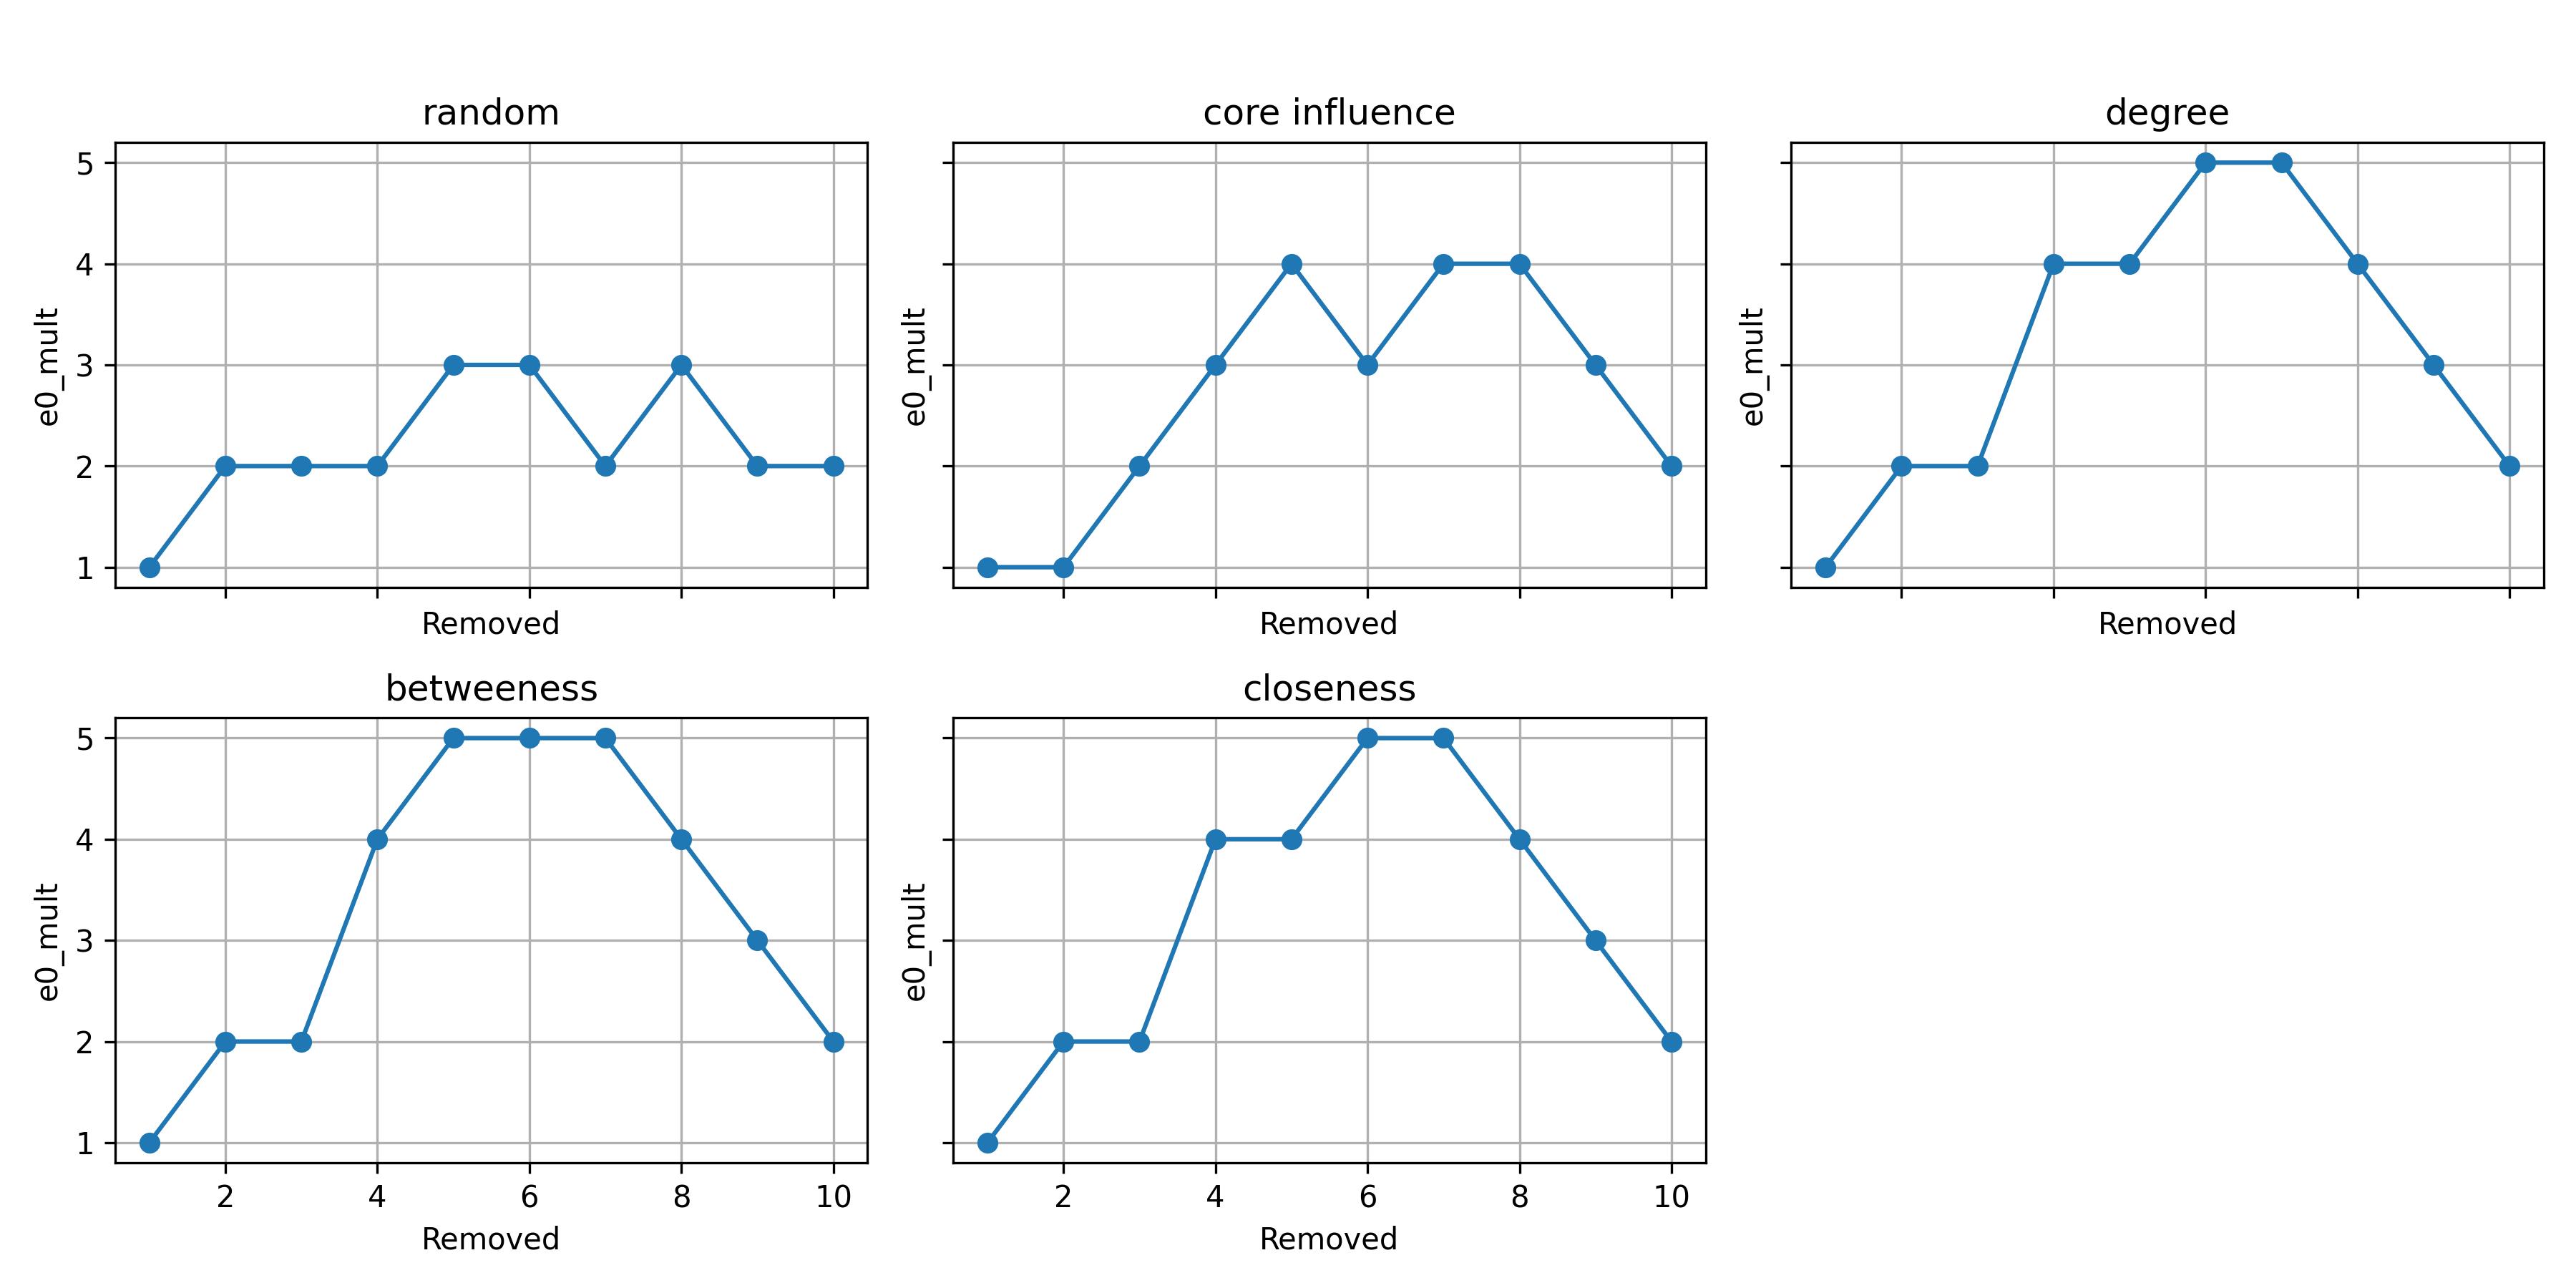 random
core influence
degree
5
4
3
2
1
e0_mult
e0_mult
e0_mult
Removed
Removed
Removed
betweeness
closeness
5
4
3
2
1
e0_mult
e0_mult
2 4 6 8 10
2 4 6 8 10
Removed
Removed